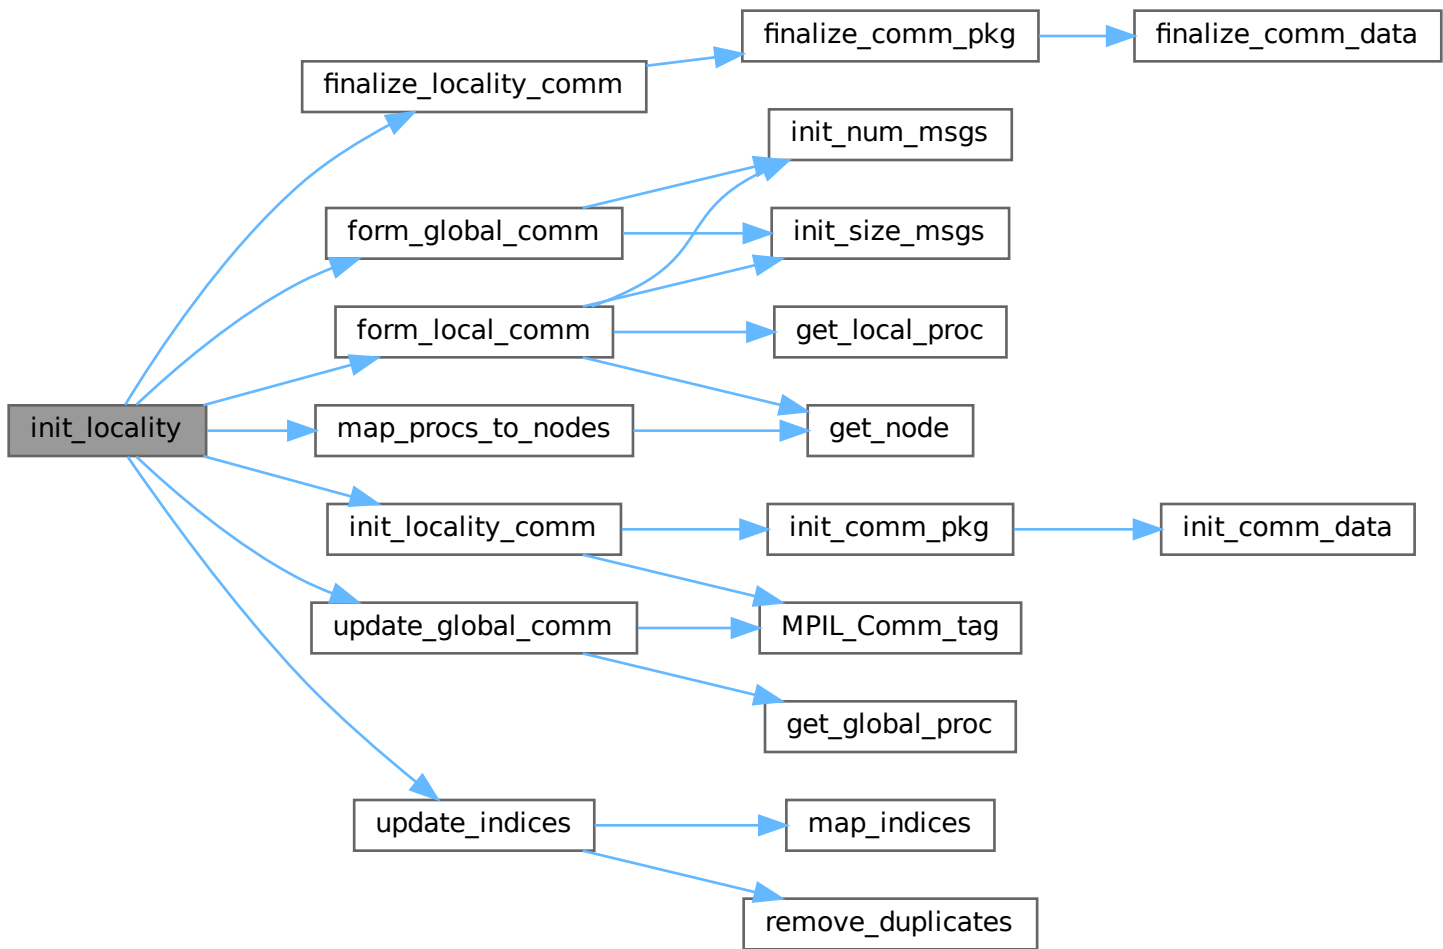 finalize_comm_pkg
finalize_comm_data
finalize_locality_comm
init_num_msgs
form_global_comm
init_size_msgs
form_local_comm
get_local_proc
init_locality
map_procs_to_nodes
get_node
init_locality_comm
init_comm_pkg
init_comm_data
update_global_comm
MPIL_Comm_tag
get_global_proc
update_indices
map_indices
remove_duplicates